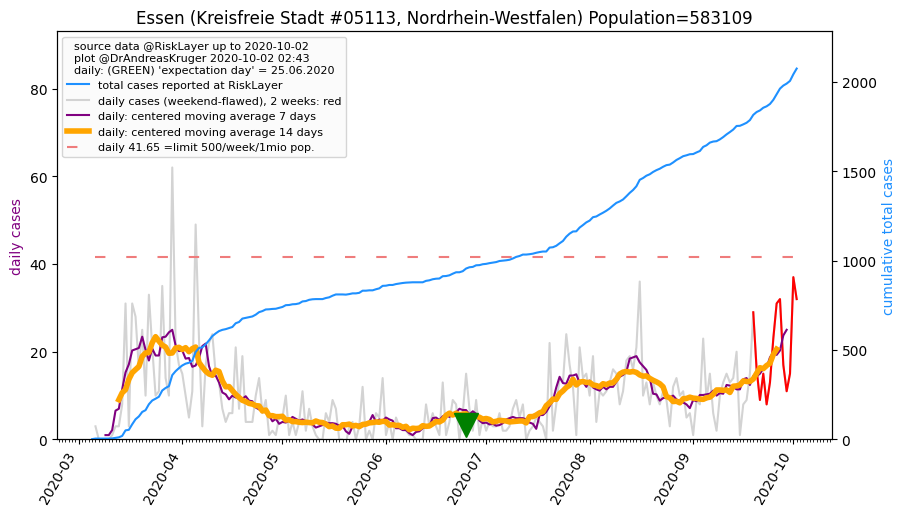 Essen (Kreisfreie Stadt #05113, Nordrhein-Westfalen) Population=583109
source data @RiskLayer up to 2020-10-02
plot @DrAndreasKruger 2020-10-02 02:43
daily: (GREEN) 'expectation day' = 25.06.2020
total cases reported at RiskLayer
daily cases (weekend-flawed), 2 weeks: red
daily: centered moving average 7 days
daily: centered moving average 14 days
daily 41.65 =limit 500/week/1mio pop.
daily cases
80
60
40
20
0
cumulative total cases
2000
1500
1000
500
0
2020-03
2020-04
2020-05
2020-06
2020-07
2020-08
2020-09
2020-10